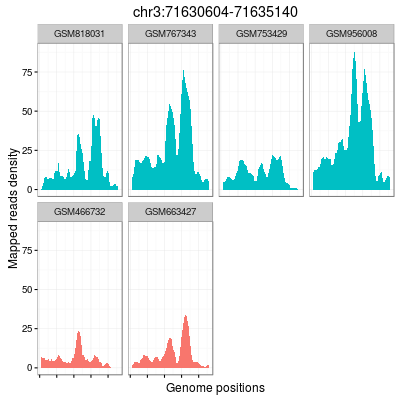 chr3:71630604-71635140
GSM818031 GSM767343 GSM753429 GSM956008
75
50
25
0
GSM466732 GSM663427
75
50
25
0
Mapped reads density
Genome positions